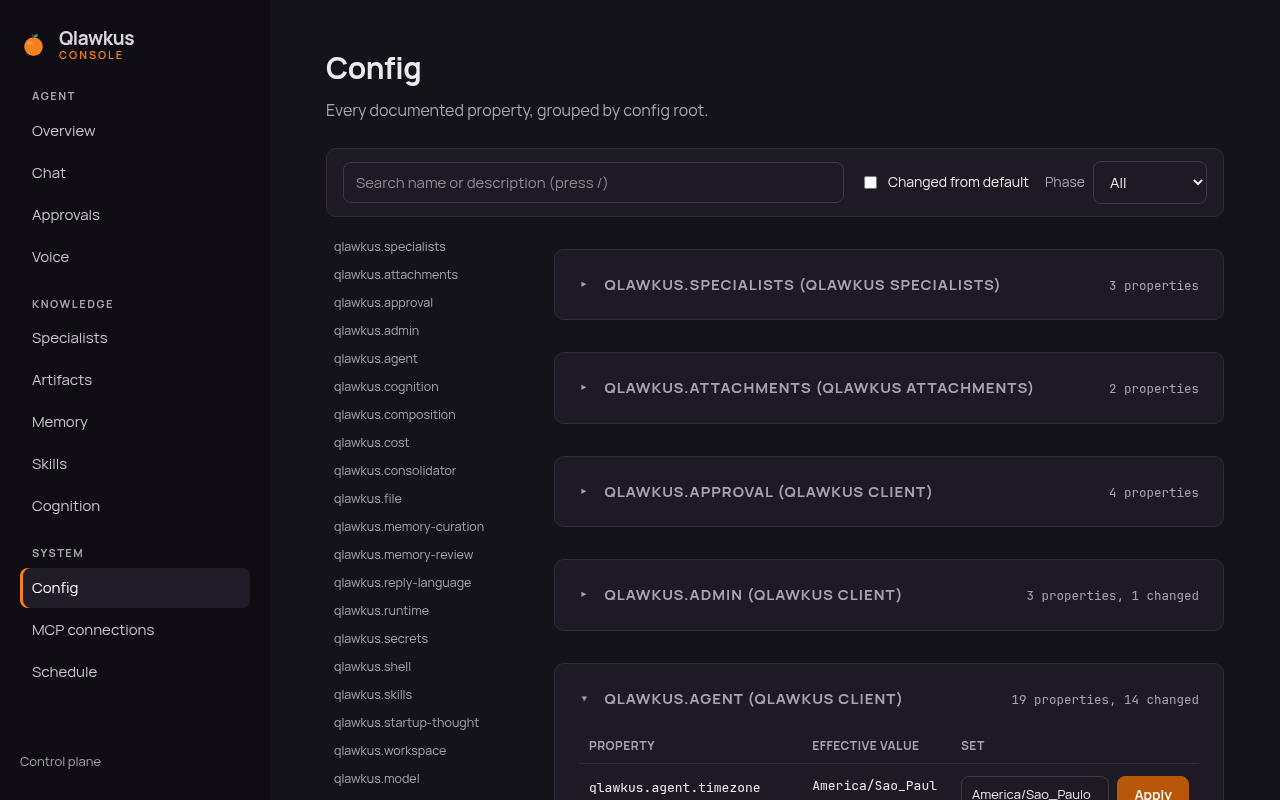 Qlawkus
CONSOLE
AGENT
Overview
Chat
Approvals
Voice
KNOWLEDGE
Specialists
Artifacts
Memory
Skills
Cognition
SYSTEM
Config
MCP connections
Schedule
Control plane
Config
Every documented property, grouped by config root.
Search name or description (press /)
Changed from default
Phase
All
qlawkus.specialists
qlawkus.attachments
qlawkus.approval
qlawkus.admin
qlawkus.agent
qlawkus.cognition
qlawkus.composition
qlawkus.cost
qlawkus.consolidator
qlawkus.file
qlawkus.memory-curation
qlawkus.memory-review
qlawkus.reply-language
qlawkus.runtime
qlawkus.secrets
qlawkus.shell
qlawkus.skills
qlawkus.startup-thought
qlawkus.workspace
qlawkus.model
QLAWKUS.SPECIALISTS (QLAWKUS SPECIALISTS) 3 properties
QLAWKUS.ATTACHMENTS (QLAWKUS ATTACHMENTS) 2 properties
QLAWKUS.APPROVAL (QLAWKUS CLIENT) 4 properties
QLAWKUS.ADMIN (QLAWKUS CLIENT) 3 properties, 1 changed
QLAWKUS.AGENT (QLAWKUS CLIENT) 19 properties, 14 changed
PROPERTY EFFECTIVE VALUE SET
qlawkus.agent.timezone America/Sao_Paul America/Sao_Paulo Apply